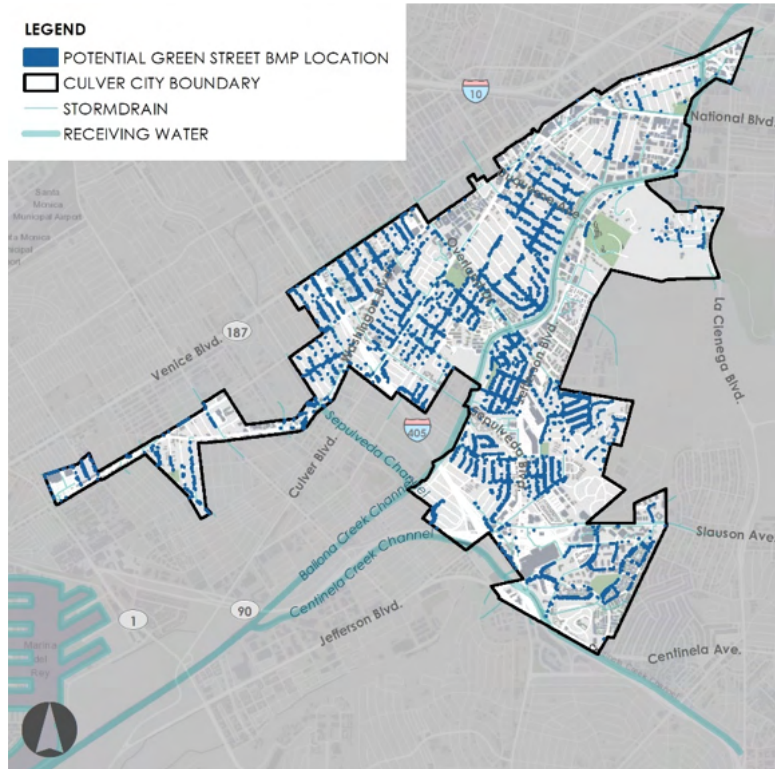 LEGEND
POTENTIAL GREEN STREET BMP LOCATION
CULVER CITY BOUNDARY
STORMDRAIN
RECEIVING WATER
10
National Blvd.
Santa
Monica
Municipal Airport
Overland
Washington Blvd.
187
Venice Blvd.
La Cienega Blvd.
Jefferson Blvd.
Sepulveda Blvd.
405
Sepulveda Channel
Culver Blvd.
Ballona Creek Channel
Centinela Creek Channel
Slauson Ave.
90
1
Jefferson Blvd.
Centinela Ave.
Marina
del
Rey